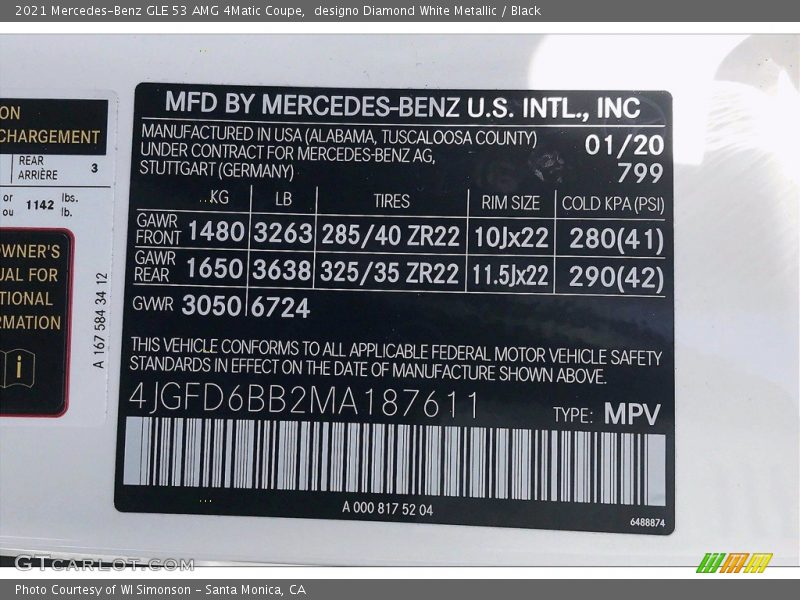 2021 Mercedes-Benz GLE 53 AMG 4Matic Coupe,  designo Diamond White Metallic / Black
ON
CHARGEMENT
REAR
ARRIÈRE 3
or
ou 1142 lbs.
lb.
OWNER'S
UAL FOR
TIONAL
RMATION
i
A 167 584 34 12
MFD BY MERCEDES-BENZ U.S. INTL., INC
MANUFACTURED IN USA (ALABAMA, TUSCALOOSA COUNTY)
UNDER CONTRACT FOR MERCEDES-BENZ AG,
STUTTGART (GERMANY)
01/20
799
KG LB TIRES RIM SIZE COLD KPA (PSI)
GAWR
FRONT 1480 3263 285/40 ZR22 10Jx22 280(41)
GAWR
REAR 1650 3638 325/35 ZR22 11.5Jx22 290(42)
GWR 3050 6724
THIS VEHICLE CONFORMS TO ALL APPLICABLE FEDERAL MOTOR VEHICLE SAFETY
STANDARDS IN EFFECT ON THE DATE OF MANUFACTURE SHOWN ABOVE.
4JGFD6BB2MA187611
TYPE: MPV
A 000 817 52 04
6488874
GTCarLot.com
Photo Courtesy of WI Simonson - Santa Monica, CA